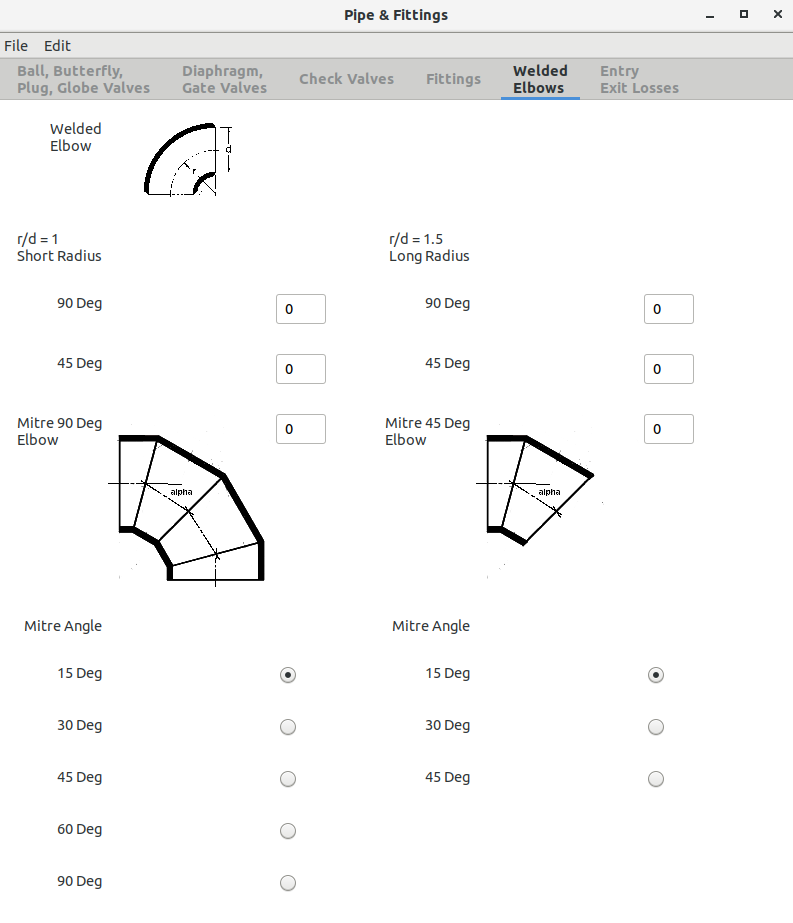 Pipe & Fittings
File Edit
Ball, Butterfly,
Plug, Globe Valves
Diaphragm,
Gate Valves
Check Valves
Fittings
Welded
Elbows
Entry
Exit Losses
Welded
Elbow
d
r
r/d = 1
Short Radius
r/d = 1.5
Long Radius
90 Deg 0 90 Deg 0
45 Deg 0 45 Deg 0
Mitre 90 Deg
Elbow
0
alpha
Mitre 45 Deg
Elbow
0
alpha
Mitre Angle Mitre Angle
15 Deg 15 Deg
30 Deg 30 Deg
45 Deg 45 Deg
60 Deg
90 Deg